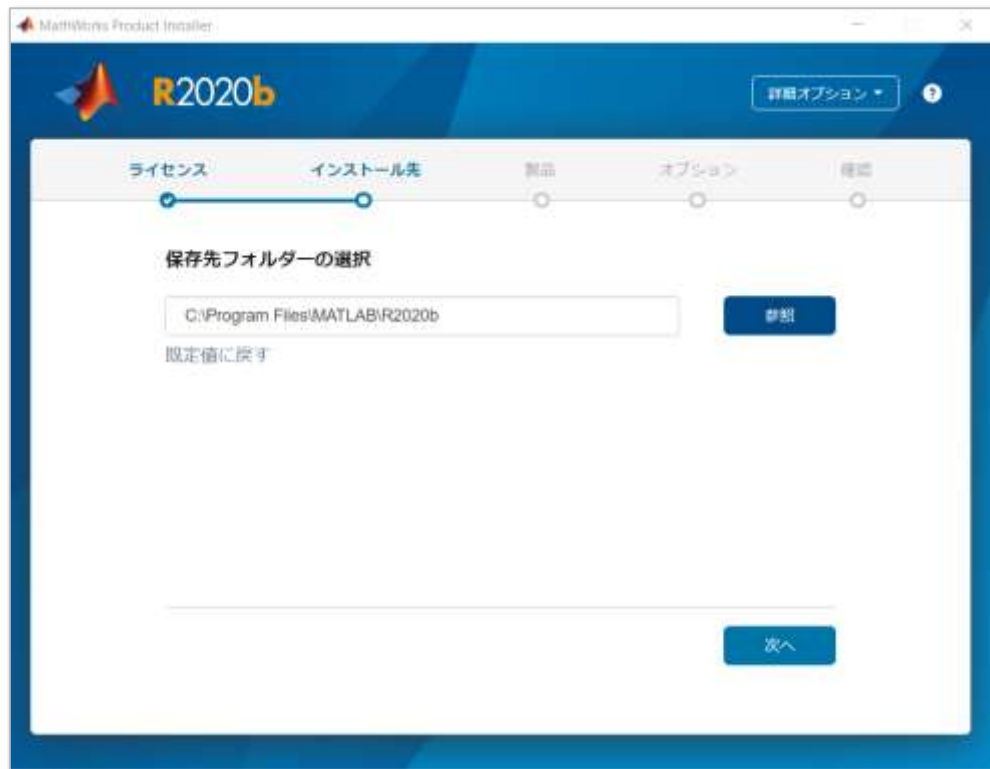 MathWorks Product Installer
R2020b
詳細オプション
?
ライセンス
インストール先
製品
オプション
確認
保存先フォルダーの選択
C:\Program Files\MATLAB\R2020b
参照
既定値に戻す
次へ